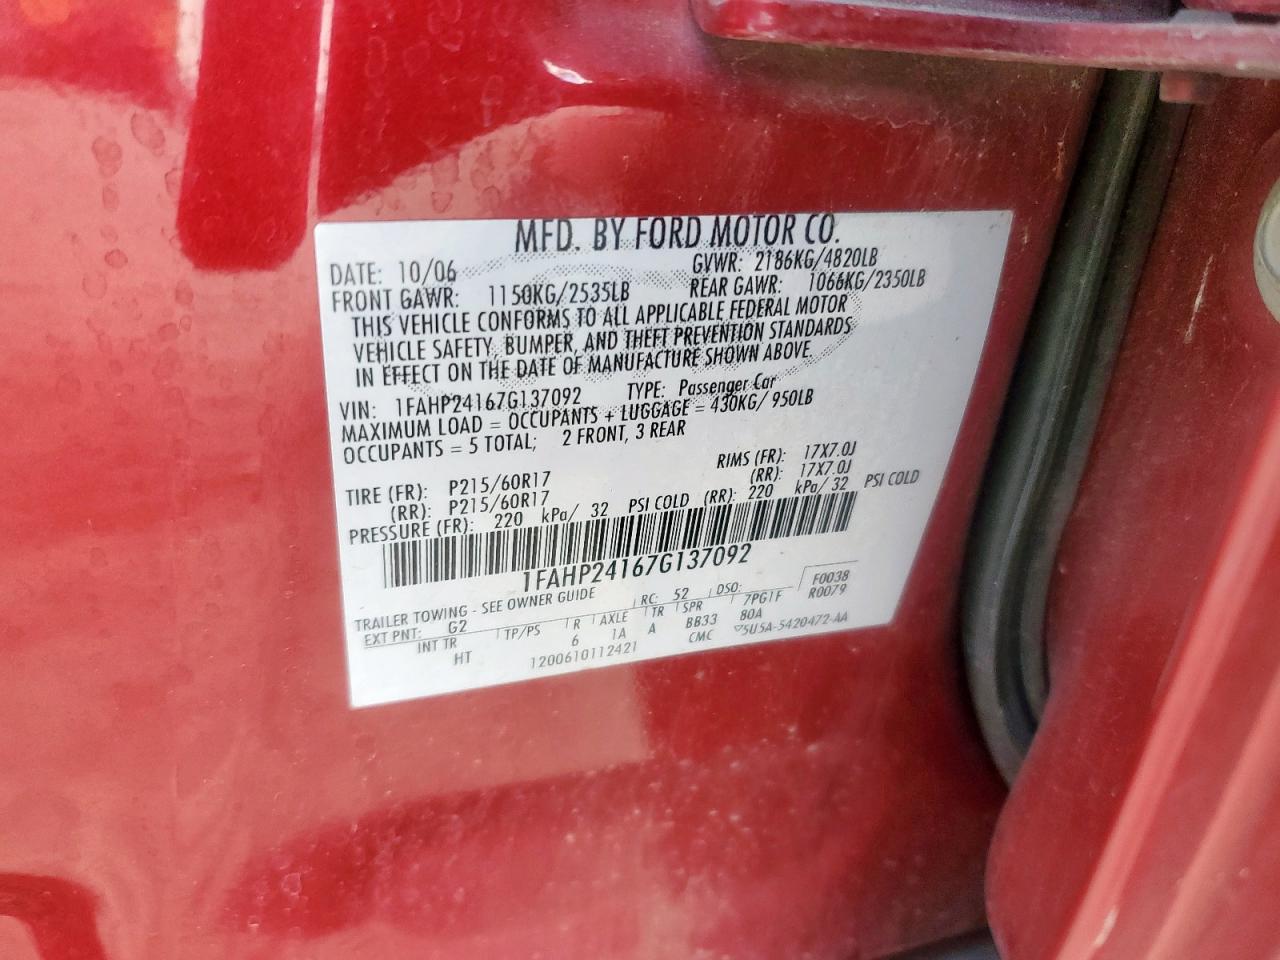 MFD. BY FORD MOTOR CO.
DATE: 10/06 GVWR: 2186KG/4820LB
FRONT GAWR: 1150KG/2535LB REAR GAWR: 1066KG/2350LB
THIS VEHICLE CONFORMS TO ALL APPLICABLE FEDERAL MOTOR
VEHICLE SAFETY, BUMPER, AND THEFT PREVENTION STANDARDS
IN EFFECT ON THE DATE OF MANUFACTURE SHOWN ABOVE.
VIN: 1FAHP24167G137092 TYPE: Passenger Car
MAXIMUM LOAD = OCCUPANTS + LUGGAGE = 430KG/ 950LB
OCCUPANTS = 5 TOTAL; 2 FRONT, 3 REAR
RIMS (FR): 17X7.0J
TIRE (FR): P215/60R17 (RR): 17X7.0J
(RR): P215/60R17
PRESSURE (FR): 220 kPa/ 32 PSI COLD (RR): 220 kPa/ 32 PSI COLD
1FAHP24167G137092
TRAILER TOWING - SEE OWNER GUIDE RC: 52 DSO: F0038
EXT PNT: G2 7PG1F R0079
INT TR TP/PS R AXLE TR SPR 80A
HT 6 1A A BB33 5U5A-5420472-AA
1200610112421 CMC